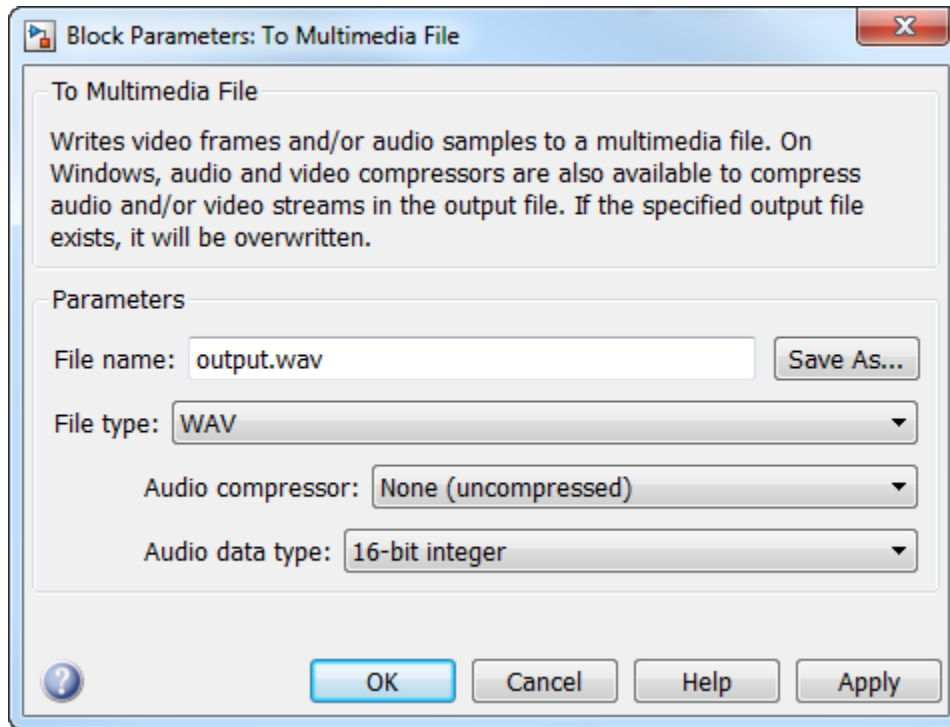 Block Parameters: To Multimedia File
To Multimedia File
Writes video frames and/or audio samples to a multimedia file. On
Windows, audio and video compressors are also available to compress
audio and/or video streams in the output file. If the specified output file
exists, it will be overwritten.
Parameters
File name: output.wav Save As...
File type: WAV
Audio compressor: None (uncompressed)
Audio data type: 16-bit integer
? OK Cancel Help Apply